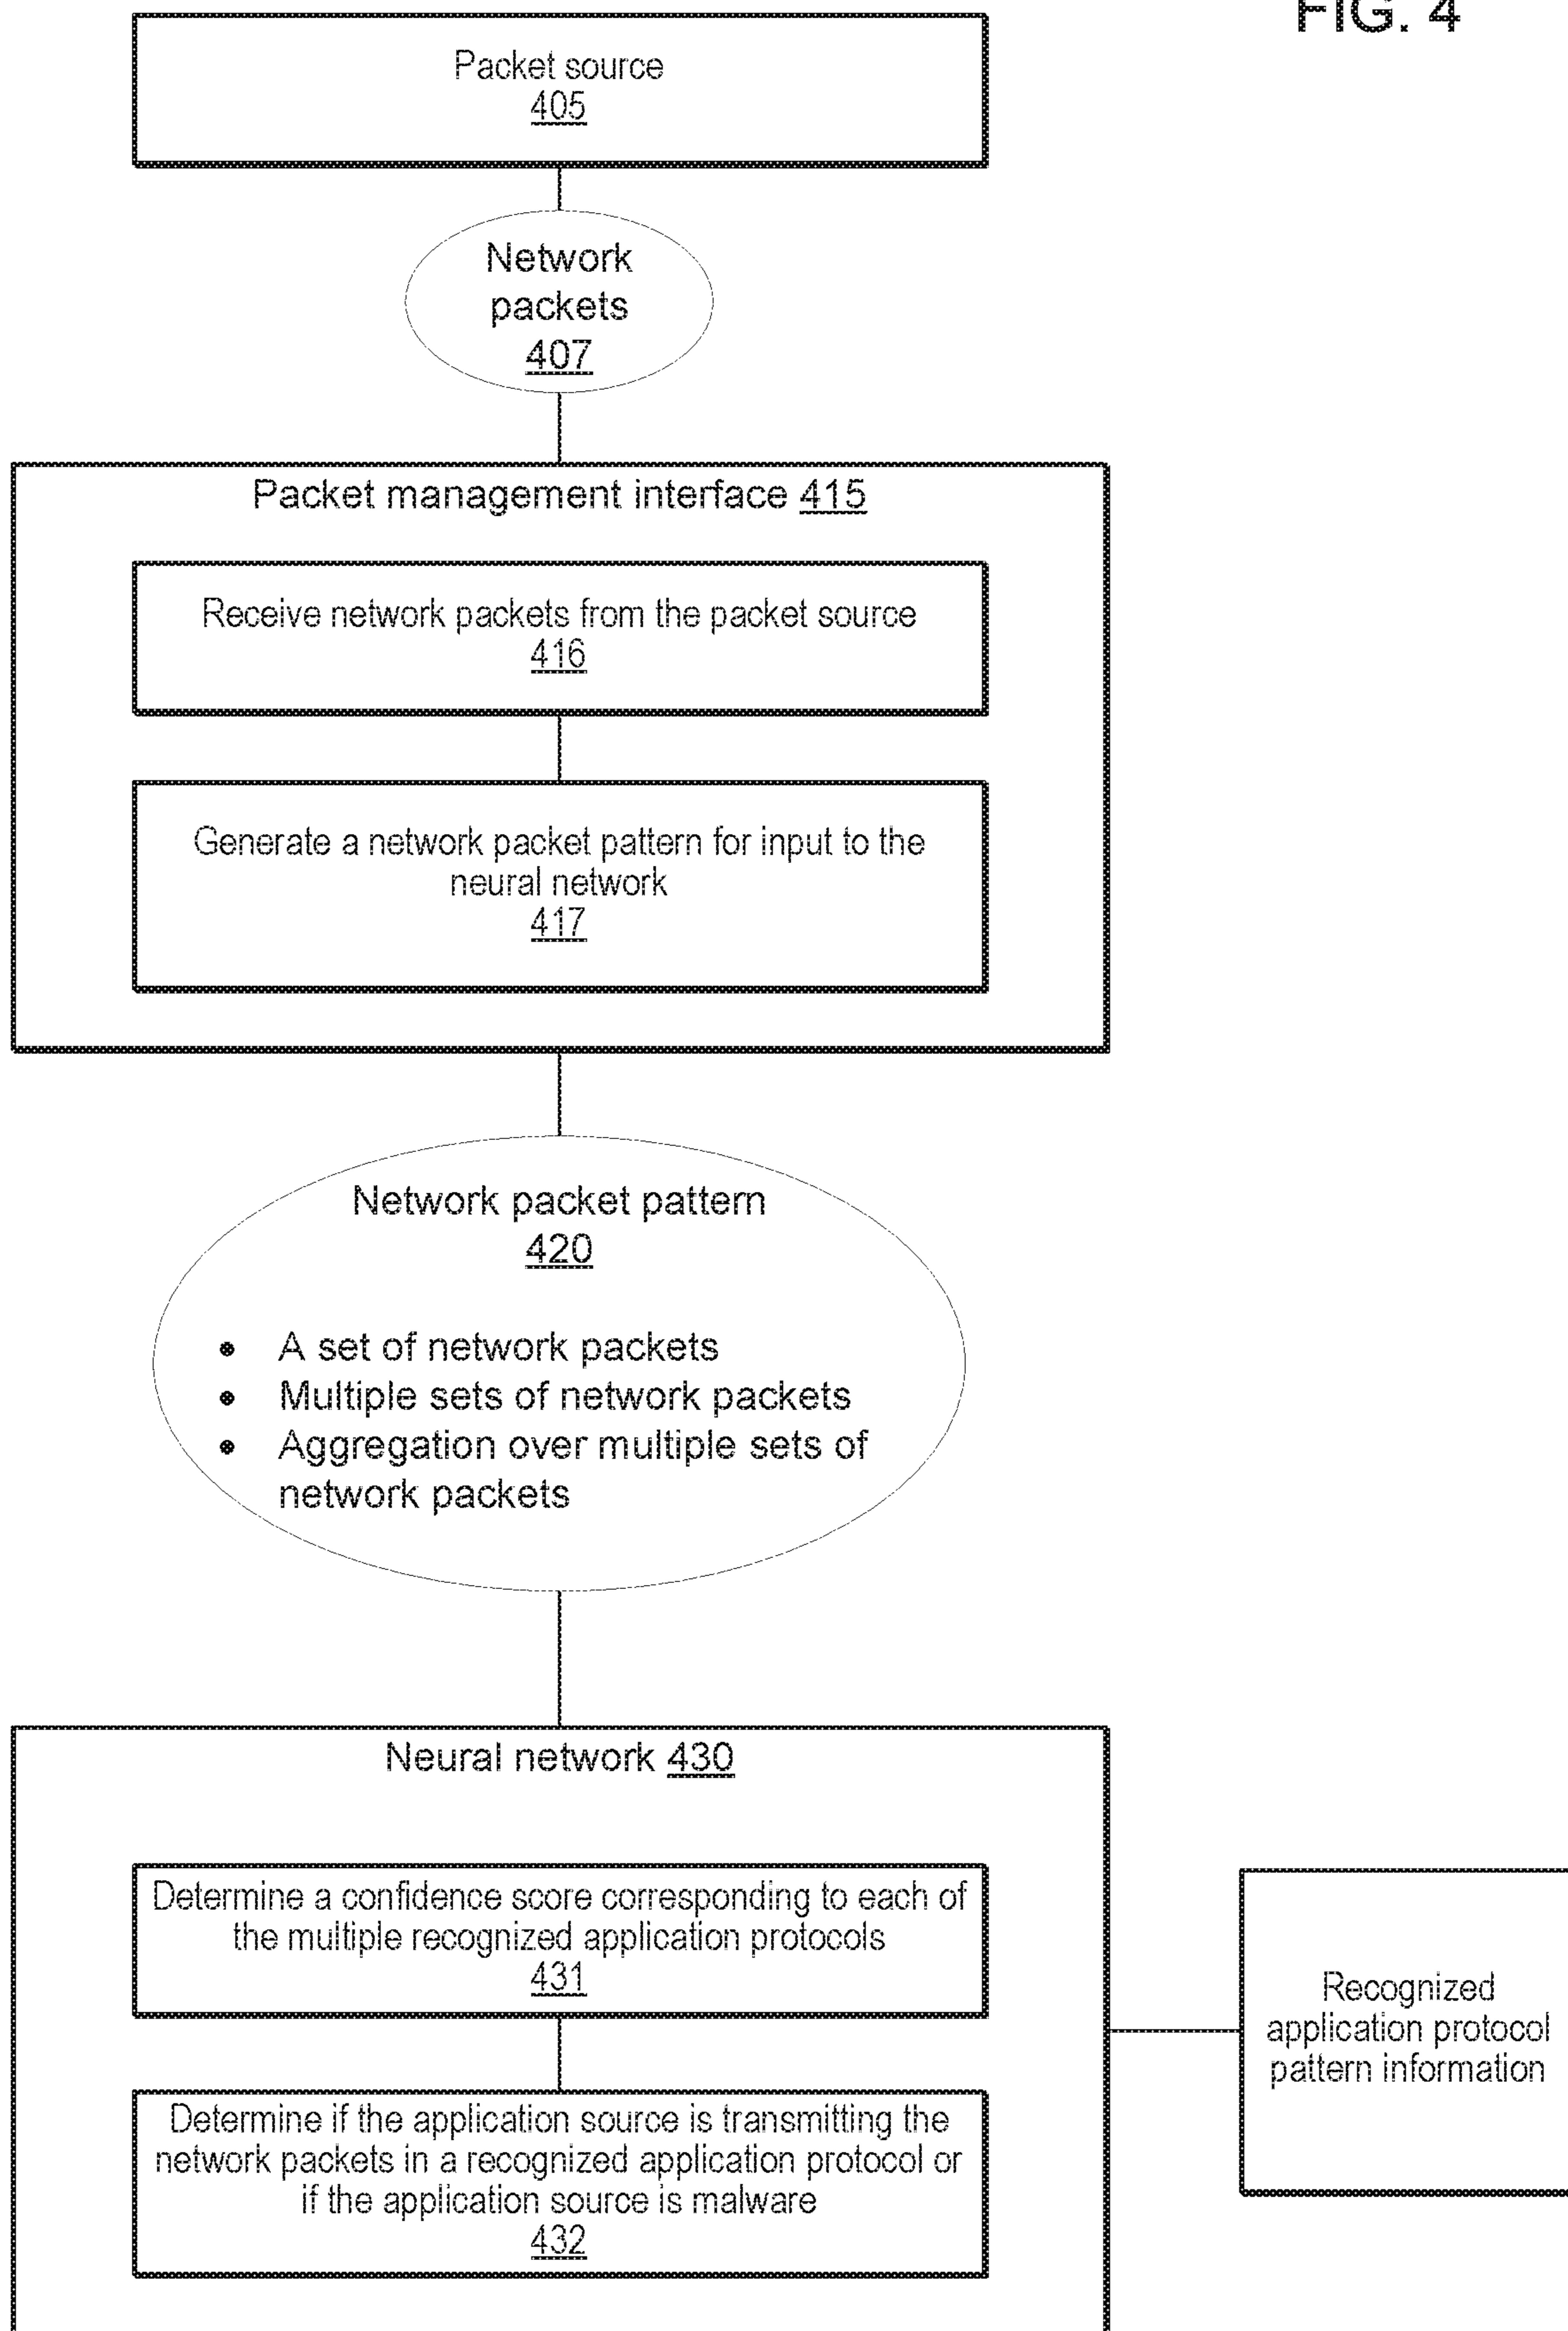 FIG. 4
Packet source
405
Network
packets
407
Packet management interface 415
Receive network packets from the packet source
416
Generate a network packet pattern for input to the
neural network
417
Network packet pattern
420
• A set of network packets
• Multiple sets of network packets
• Aggregation over multiple sets of
network packets
Neural network 430
Determine a confidence score corresponding to each of
the multiple recognized application protocols
431
Determine if the application source is transmitting the
network packets in a recognized application protocol or
if the application source is malware
432
Recognized
application protocol
pattern information